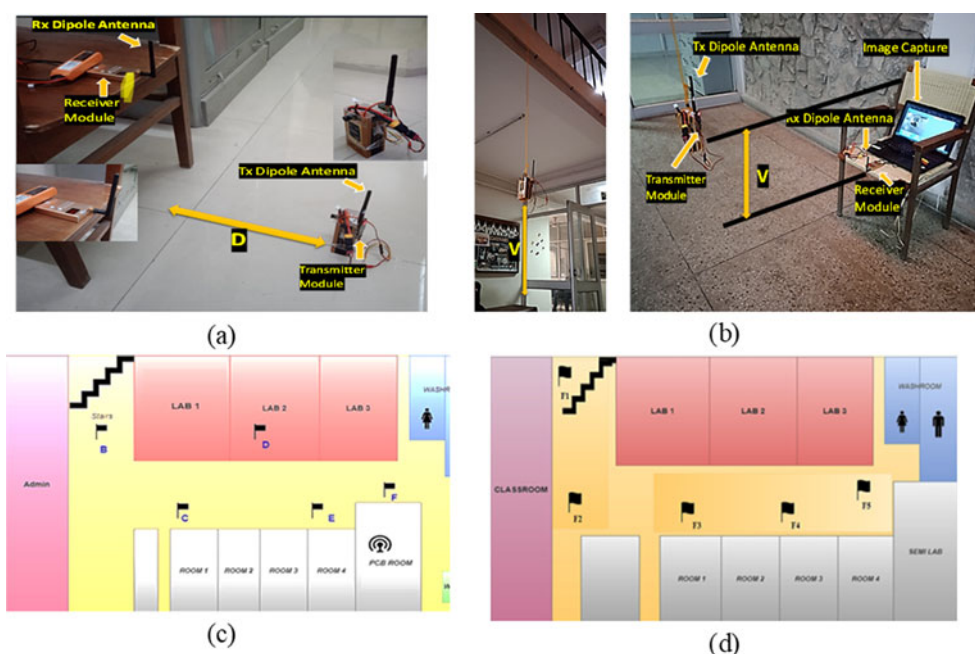 Rx Dipole Antenna
Receiver
Module
Tx Dipole Antenna
D
Transmitter
Module
(a)
V
Tx Dipole Antenna
Image Capture
Rx Dipole Antenna
Transmitter
Module
V
Receiver
Module
(b)
Admin
Stairs
B
LAB 1
LAB 2
LAB 3
D
WASHR
C
E
F
ROOM 1
ROOM 2
ROOM 3
ROOM 4
PCB ROOM
(c)
CLASSROOM
F1
LAB 1
LAB 2
LAB 3
WASHROOM
F2
F3
F4
F5
ROOM 1
ROOM 2
ROOM 3
ROOM 4
SEMI LAB
(d)